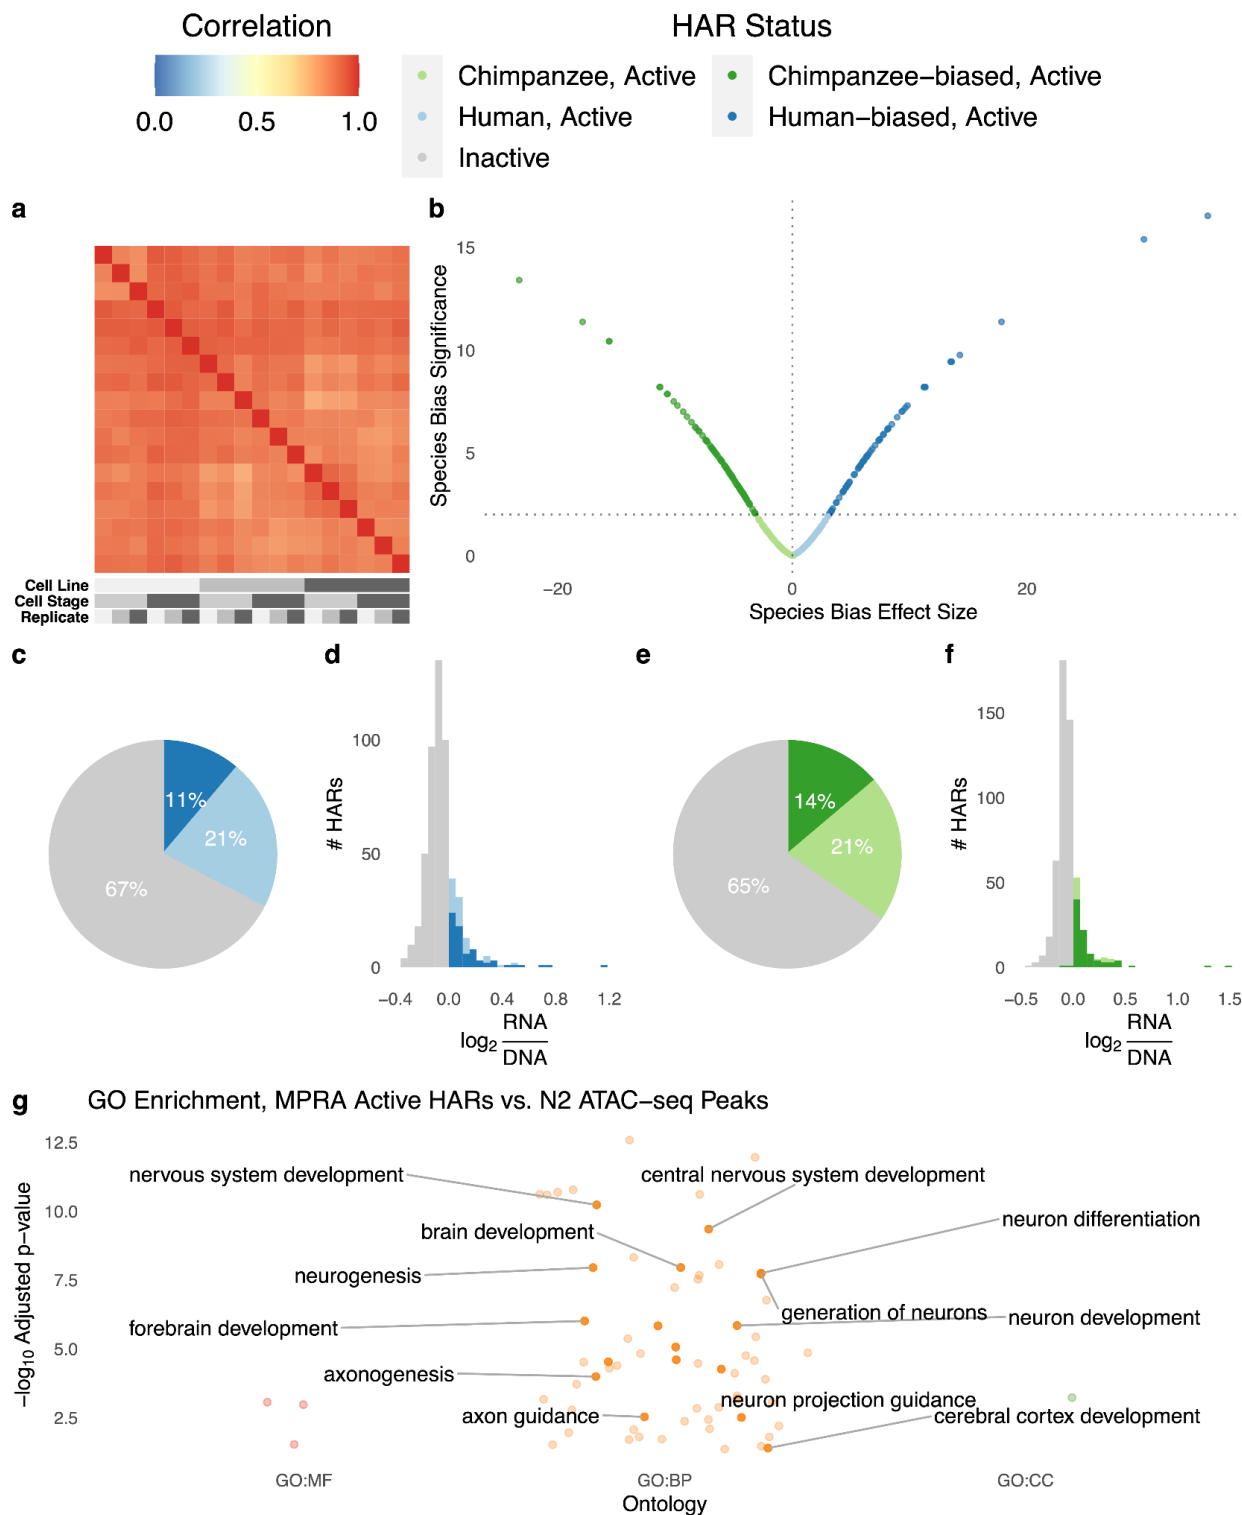 Correlation
HAR Status
0.0 0.5 1.0
Chimpanzee, Active
Chimpanzee-biased, Active
Human, Active
Human-biased, Active
Inactive
a
Cell Line
Cell Stage
Replicate
b
Species Bias Significance
15
10
5
0
−20 0 20
Species Bias Effect Size
c
11%
21%
67%
d
# HARs
100
50
0
−0.4 0.0 0.4 0.8 1.2
log2 RNA
DNA
e
14%
21%
65%
f
# HARs
150
100
50
0
−0.5 0.0 0.5 1.0 1.5
log2 RNA
DNA
g
GO Enrichment, MPRA Active HARs vs. N2 ATAC−seq Peaks
−log10 Adjusted p−value
12.5
10.0
7.5
5.0
2.5
nervous system development
central nervous system development
neuron differentiation
brain development
neurogenesis
generation of neurons
neuron development
forebrain development
axonogenesis
neuron projection guidance
axon guidance
cerebral cortex development
GO:MF GO:BP GO:CC
Ontology